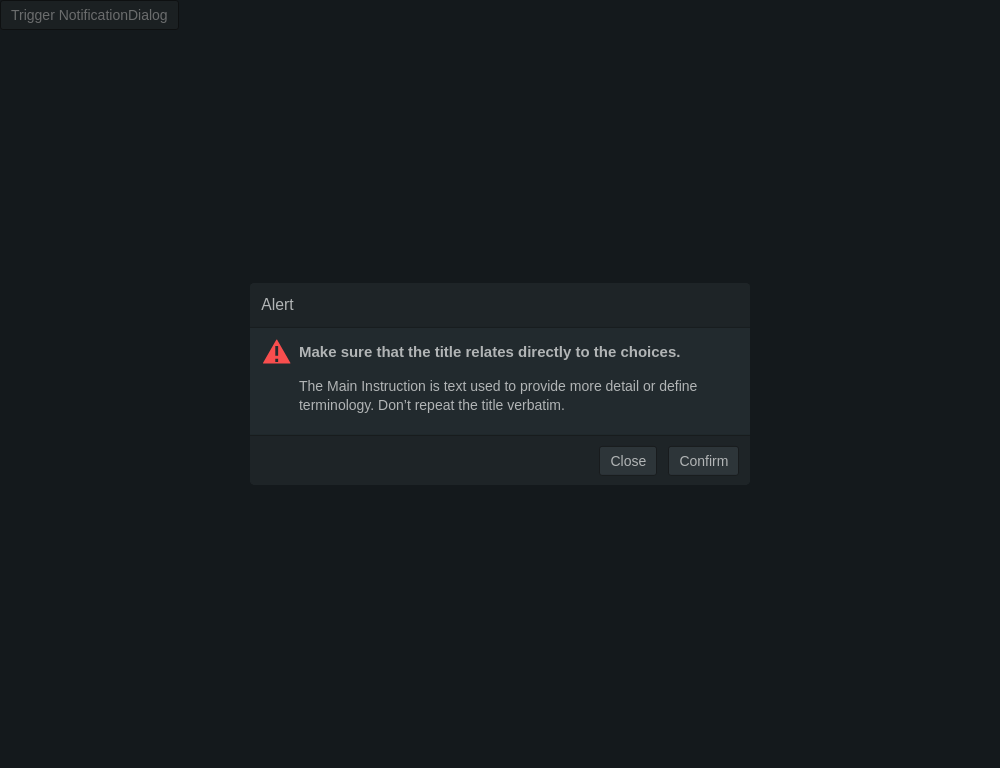 Trigger NotificationDialog
Alert
Make sure that the title relates directly to the choices.
The Main Instruction is text used to provide more detail or define
terminology. Don’t repeat the title verbatim.
Close Confirm